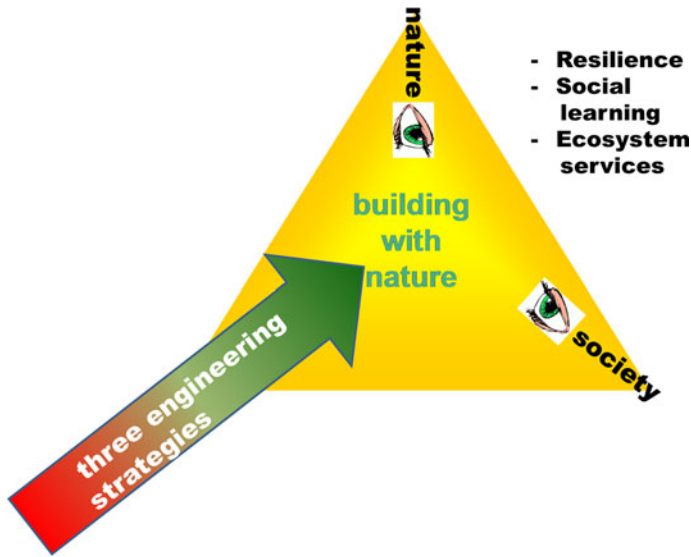 nature
- Resilience
- Social
learning
- Ecosystem
services
building
with
nature
society
three engineering
strategies